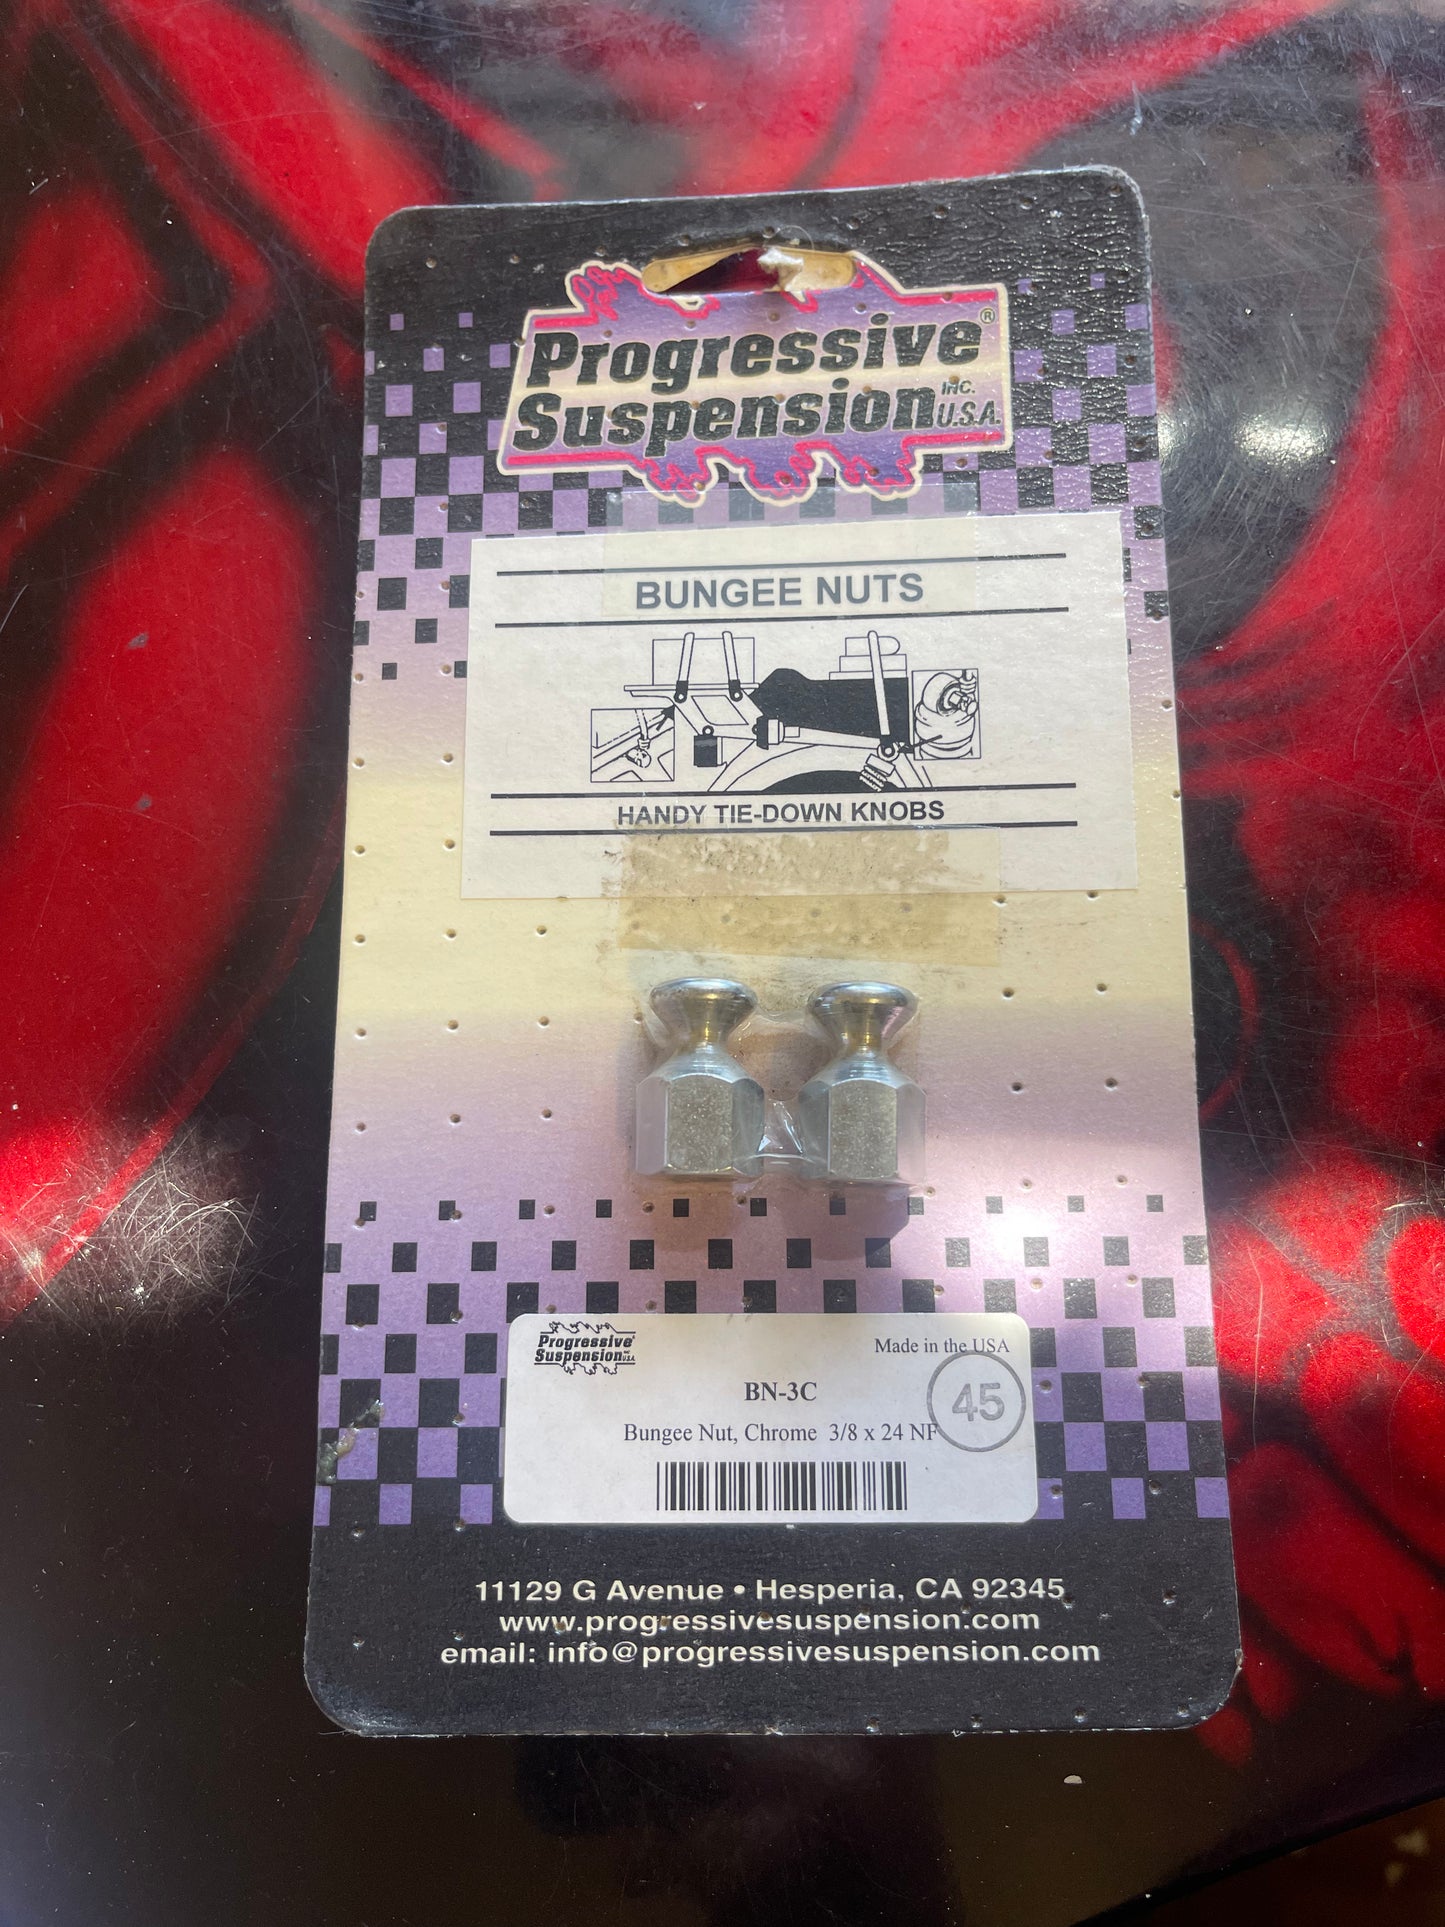 Progressive®
Suspension INC. U.S.A.
BUNGEE NUTS
HANDY TIE-DOWN KNOBS
Progressive®
Suspension INC. U.S.A.
Made in the USA
45
BN-3C
Bungee Nut, Chrome 3/8 x 24 NF
11129 G Avenue • Hesperia, CA 92345
www.progressivesuspension.com
email: info@progressivesuspension.com